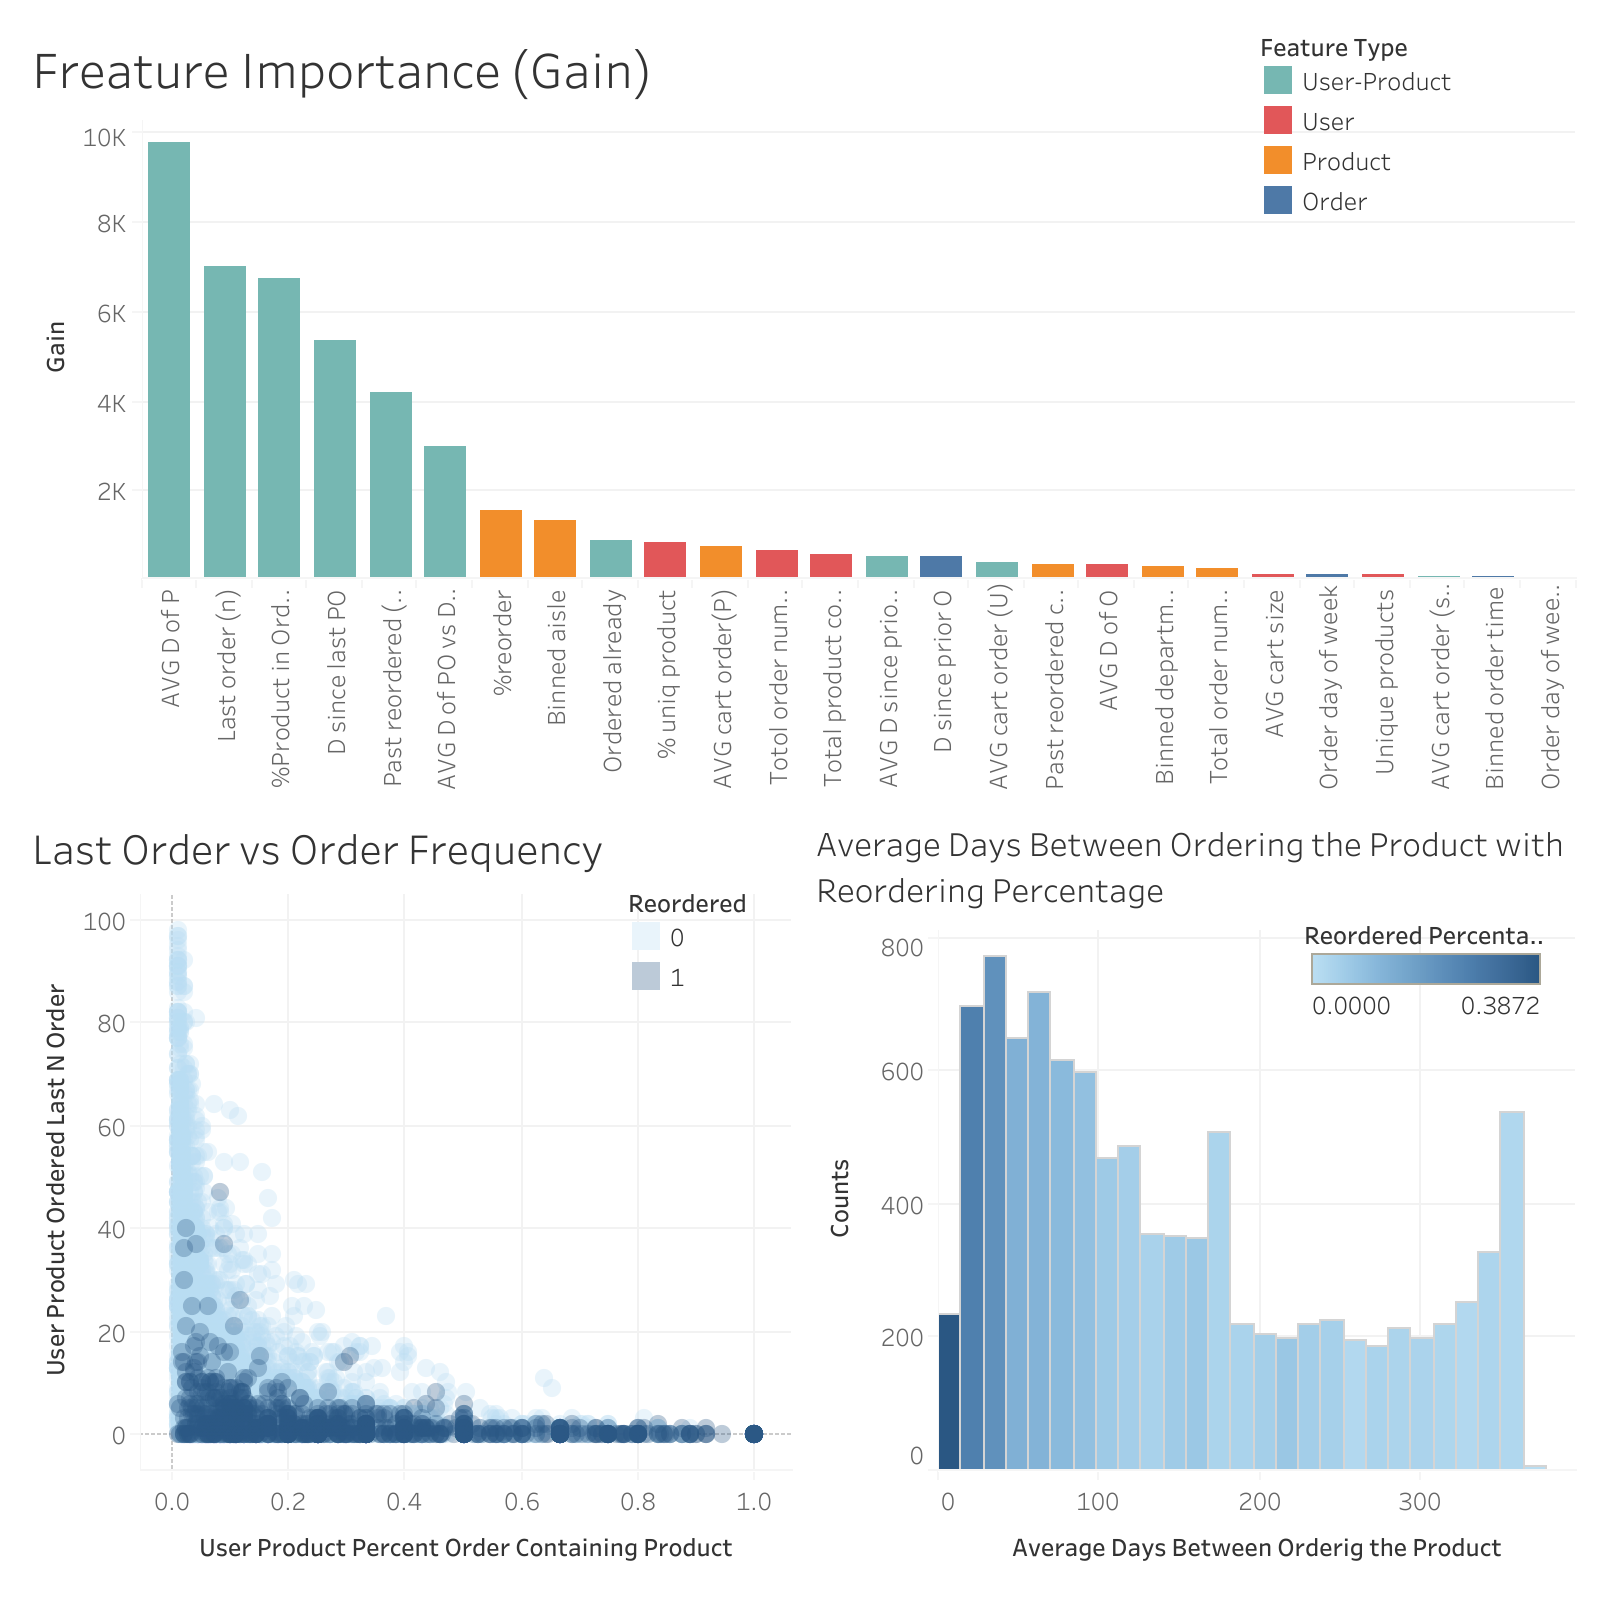 Freature Importance (Gain)
Feature Type
User-Product
User
Product
Order
10K
8K
6K
4K
2K
Gain
AVG D of P
Last order (n)
%Product in Ord..
D since last PO
Past reordered (..
AVG D of PO vs D..
%reorder
Binned aisle
Ordered already
% uniq product
AVG cart order(P)
Totol order num..
Total product co..
AVG D since prio..
D since prior O
AVG cart order (U)
Past reordered c..
AVG D of O
Binned departm..
Total order num..
AVG cart size
Order day of week
Unique products
AVG cart order (s..
Binned order time
Order day of wee..
Last Order vs Order Frequency
Reordered
0
1
100
80
60
40
20
0
User Product Ordered Last N Order
0.0 0.2 0.4 0.6 0.8 1.0
User Product Percent Order Containing Product
Average Days Between Ordering the Product with
Reordering Percentage
Reordered Percenta..
0.0000 0.3872
800
600
400
200
0
Counts
0 100 200 300
Average Days Between Orderig the Product